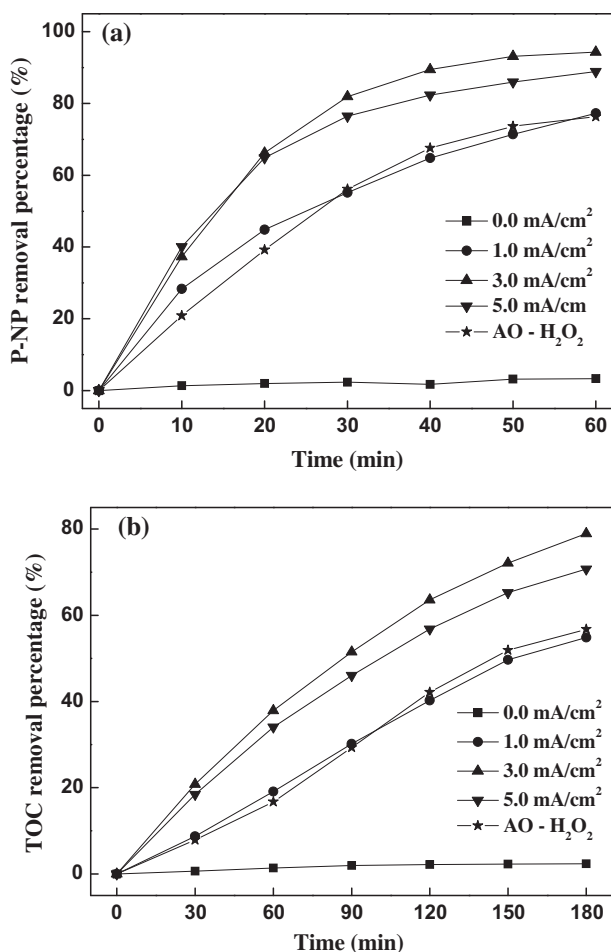 (a)
P-NP removal percentage (%)
100
80
60
40
20
0
0.0 mA/cm²
1.0 mA/cm²
3.0 mA/cm²
5.0 mA/cm
AO - H₂O₂
0 10 20 30 40 50 60
Time (min)
(b)
TOC removal percentage (%)
80
60
40
20
0
0.0 mA/cm²
1.0 mA/cm²
3.0 mA/cm²
5.0 mA/cm²
AO - H₂O₂
0 30 60 90 120 150 180
Time (min)